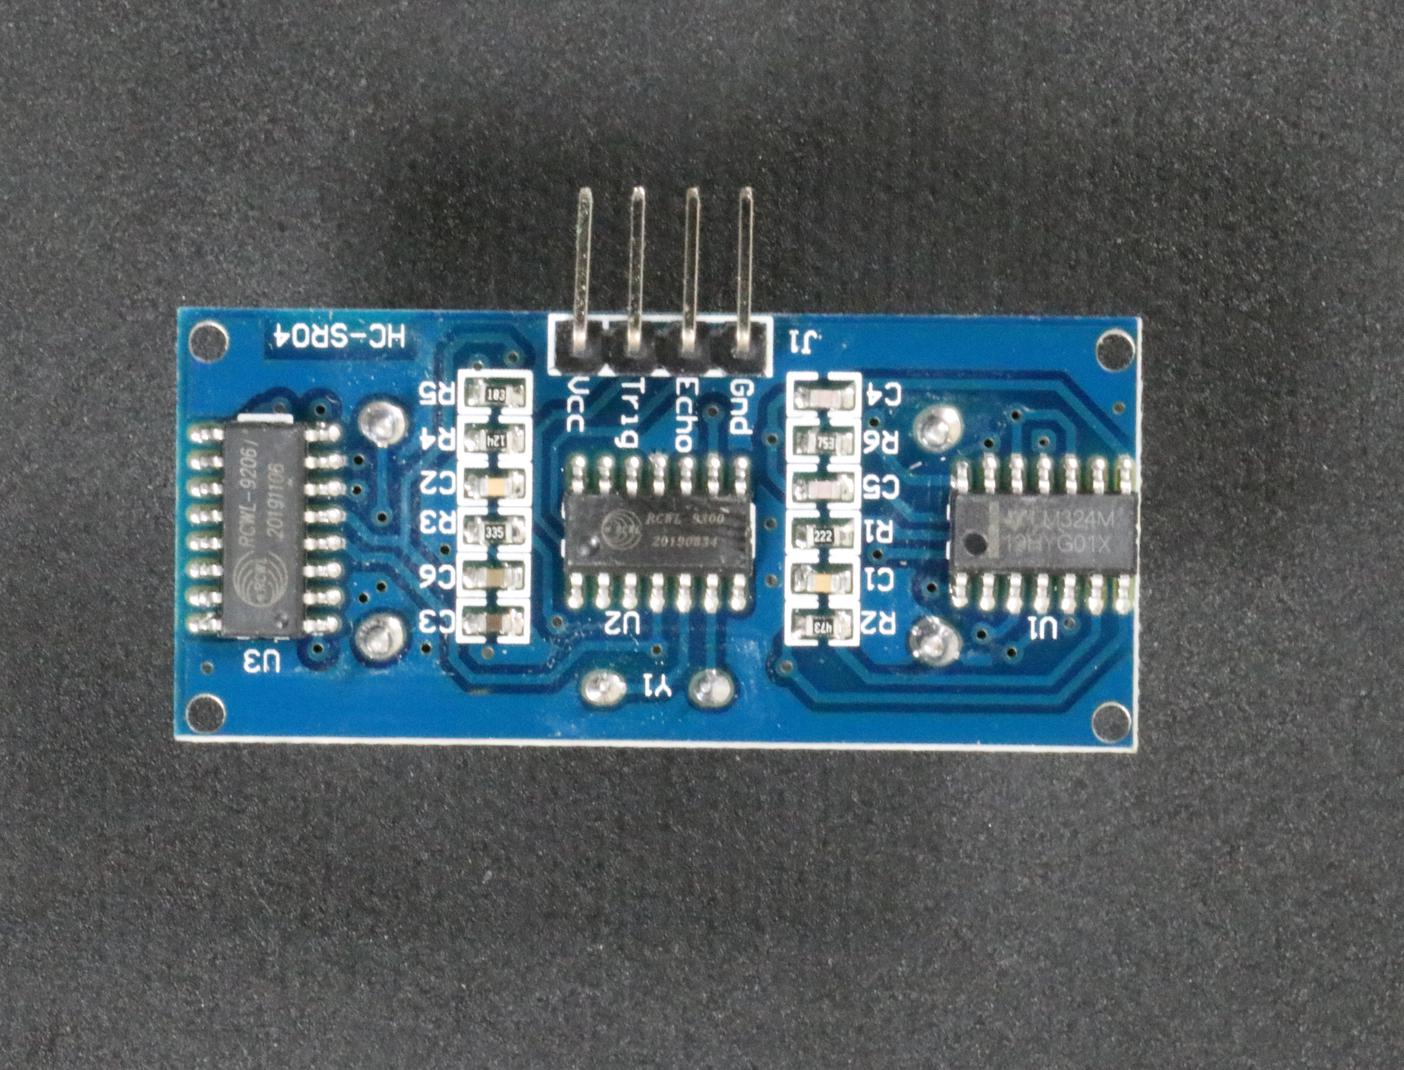 HC-SR04
J1
Vcc
Trig
Echo
Gnd
R5
103
R4
124
C2
R3
335
C6
C3
C4
R6
C5
R1
222
C1
R2
473
RCWL-9206/
20191106
U3
RCWL-9300
20190834
U2
LM324M
19HYG01X
U1
Y1